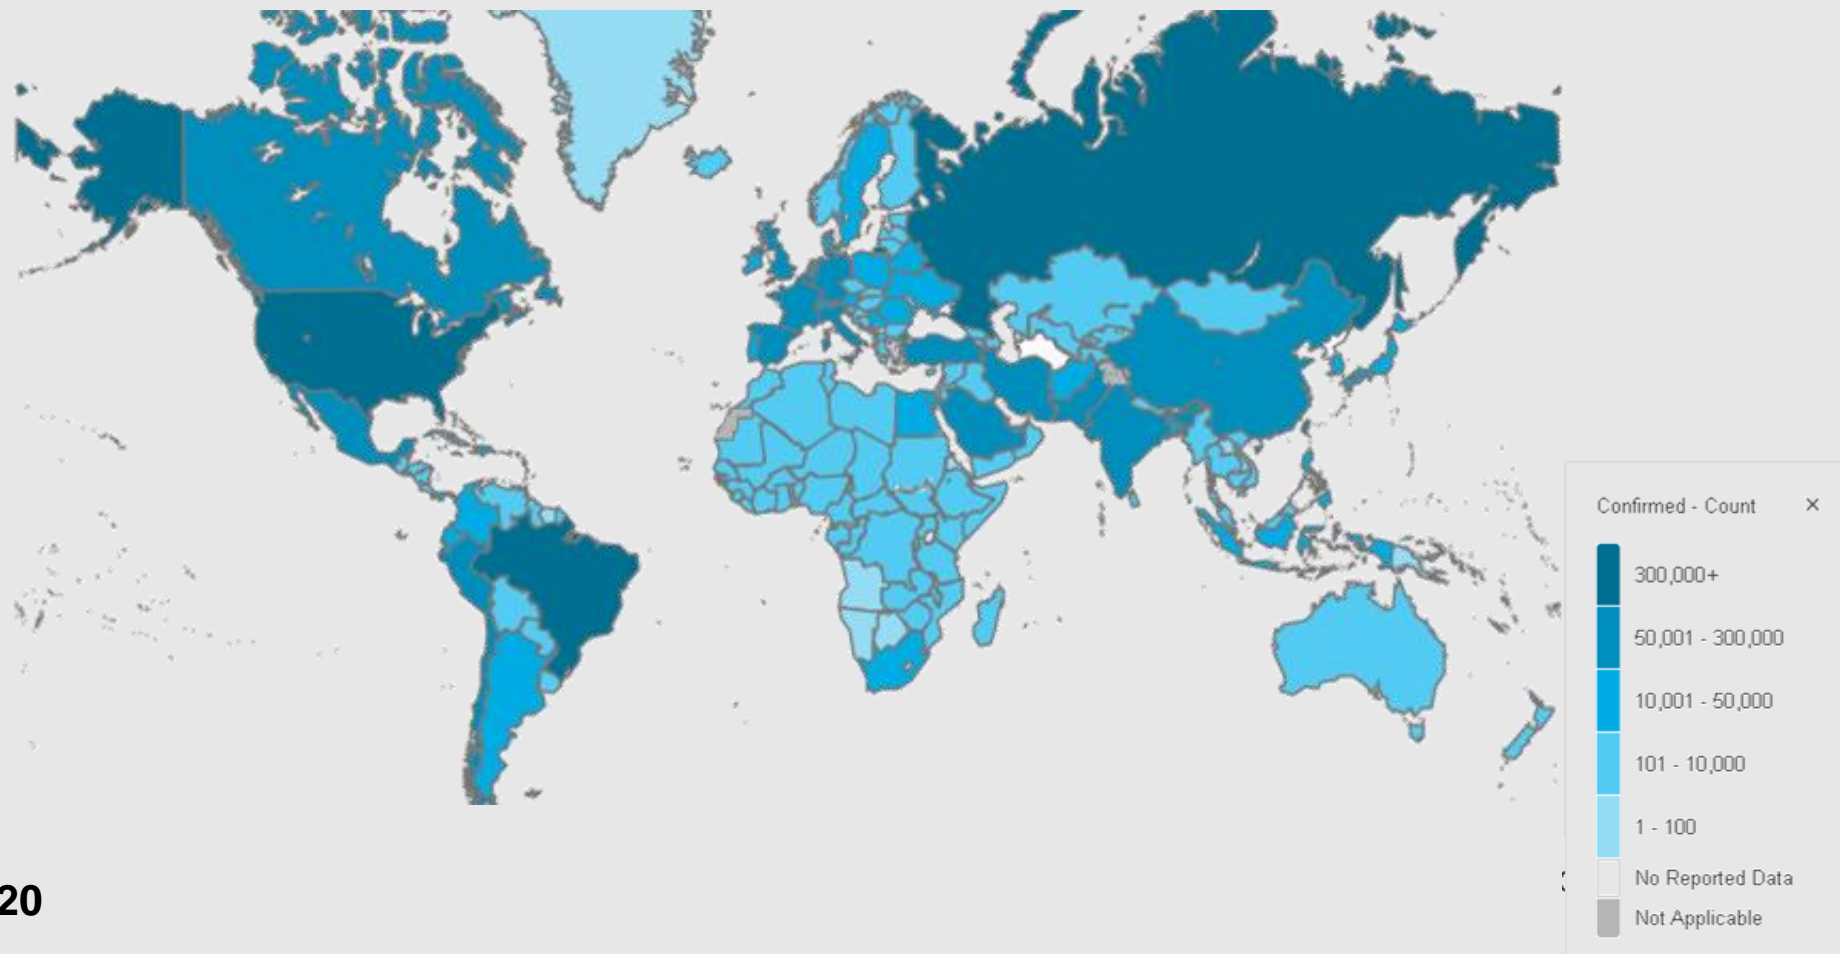 Confirmed - Count ×
300,000+
50,001 - 300,000
10,001 - 50,000
101 - 10,000
1 - 100
No Reported Data
Not Applicable
20